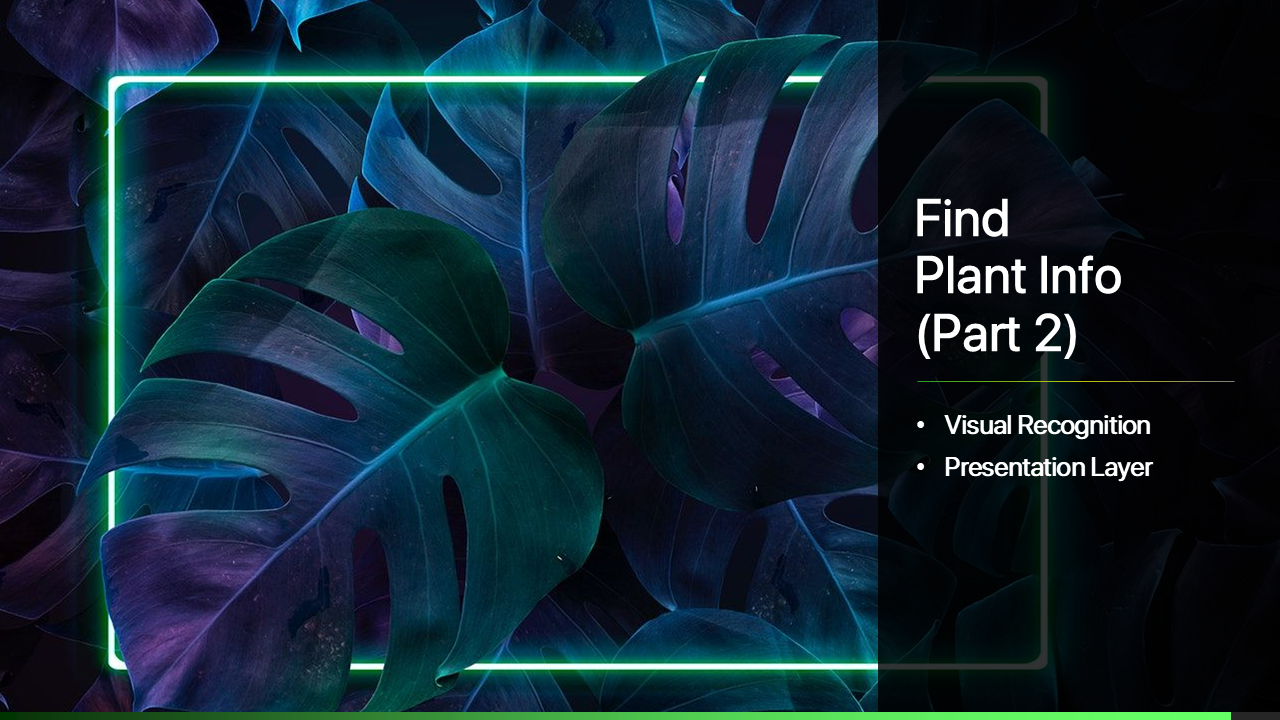 Find
Plant Info
(Part 2)
• Visual Recognition
• Presentation Layer